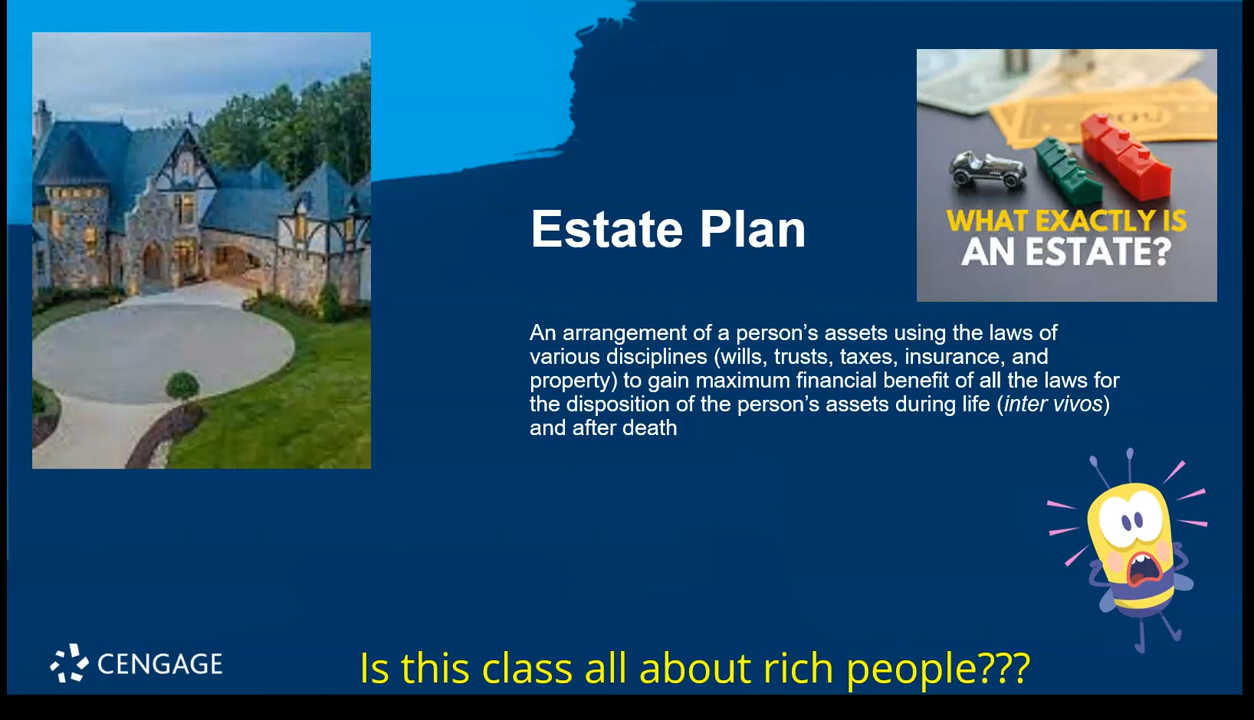 WHAT EXACTLY IS
AN ESTATE?
Estate Plan
An arrangement of a person's assets using the laws of
various disciplines (wills, trusts, taxes, insurance, and
property) to gain maximum financial benefit of all the laws for
the disposition of the person's assets during life (inter vivos)
and after death
CENGAGE
Is this class all about rich people???